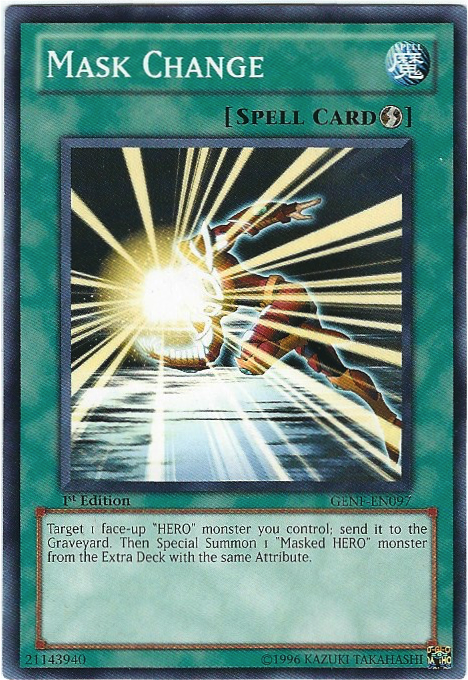 MASK CHANGE
SPELL
魔
[SPELL CARD]
1st Edition
GENF-EN097
Target 1 face-up "HERO" monster you control; send it to the
Graveyard. Then Special Summon 1 "Masked HERO" monster
from the Extra Deck with the same Attribute.
21143940
©1996 KAZUKI TAKAHASHI